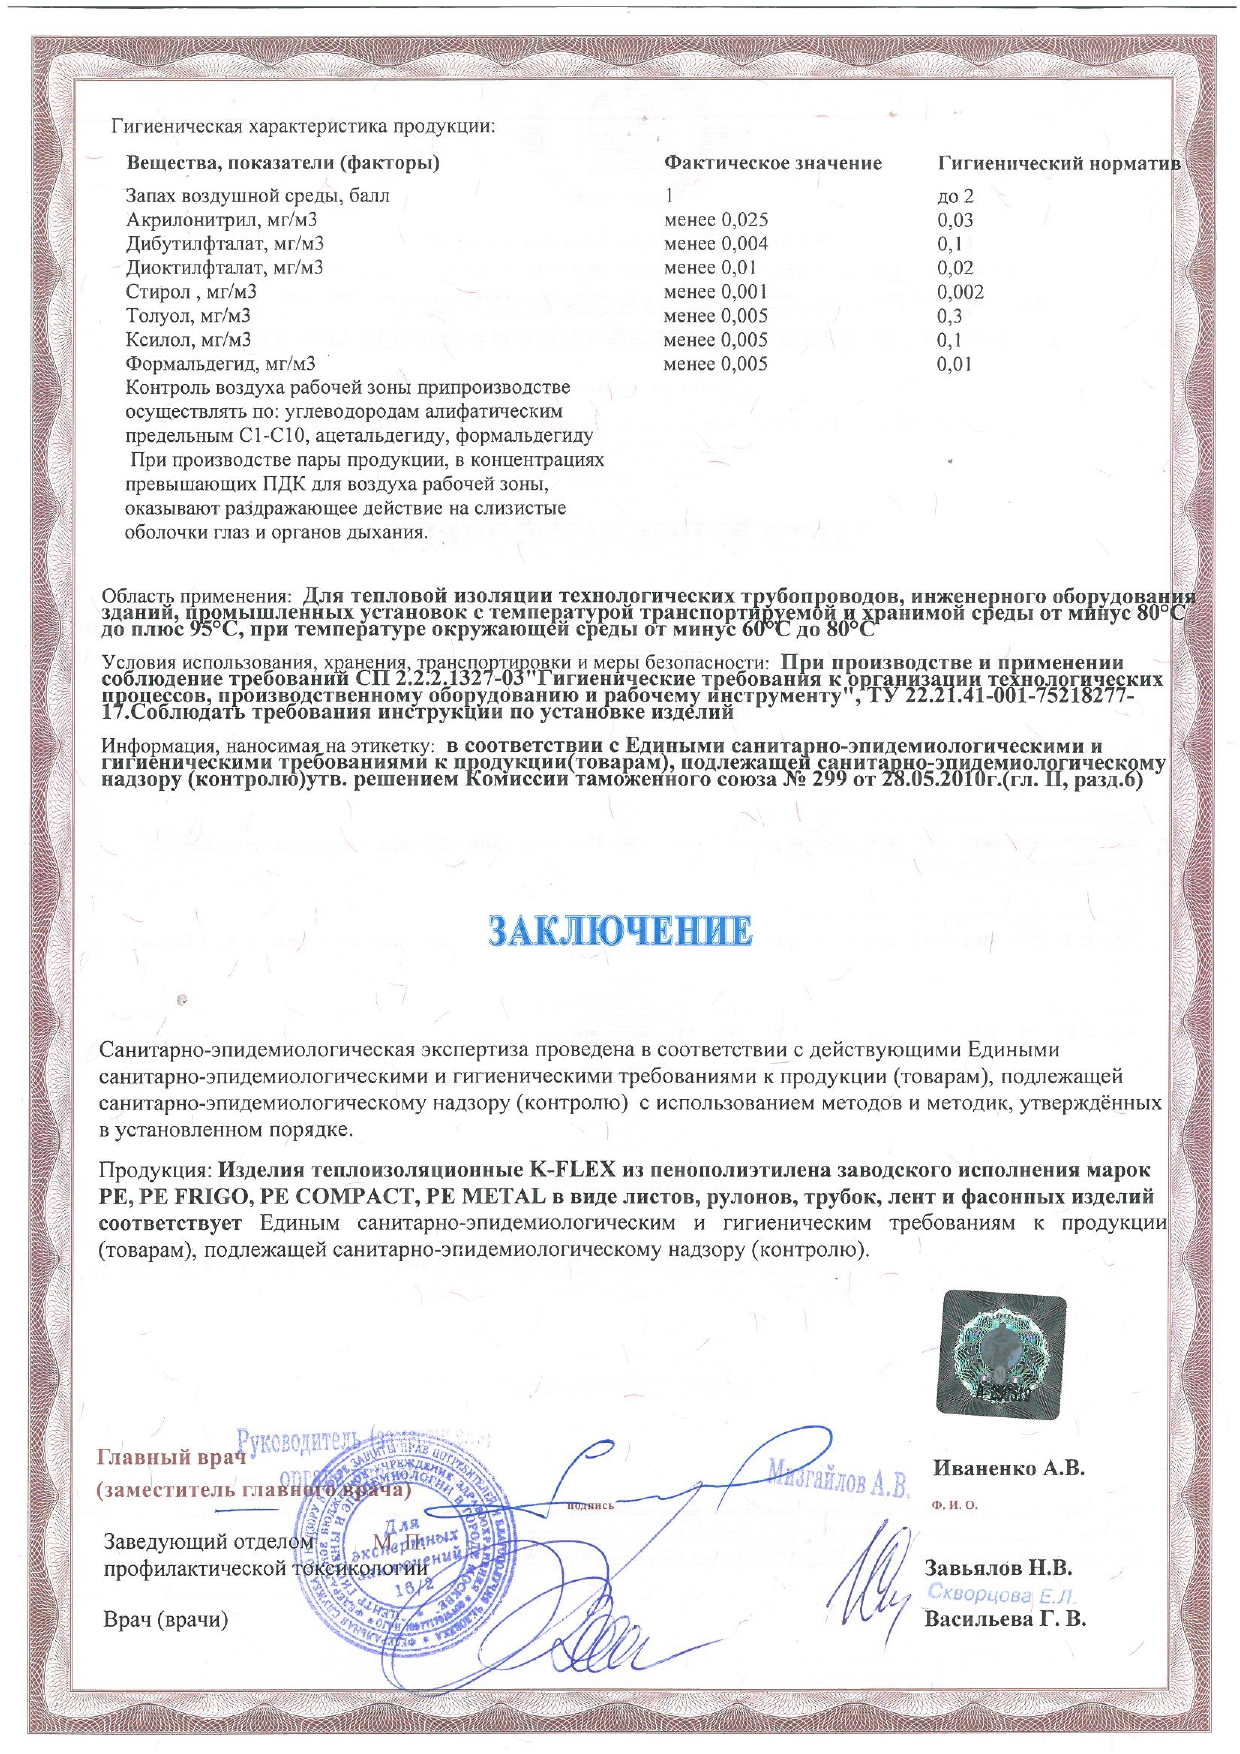 Гигиеническая характеристика продукции:
Вещества, показатели (факторы) Фактическое значение Гигиенический норматив
Запах воздушной среды, балл 1 до 2
Акрилонитрил, мг/м3 менее 0,025 0,03
Дибутилфталат, мг/м3 менее 0,004 0,1
Диоктилфталат, мг/м3 менее 0,01 0,02
Стирол , мг/м3 менее 0,001 0,002
Толуол, мг/м3 менее 0,005 0,3
Ксилол, мг/м3 менее 0,005 0,1
Формальдегид, мг/м3 менее 0,005 0,01
Контроль воздуха рабочей зоны припроизводстве
осуществлять по: углеводородам алифатическим
предельным С1-С10, ацетальдегиду, формальдегиду
При производстве пары продукции, в концентрациях
превышающих ПДК для воздуха рабочей зоны,
оказывают раздражающее действие на слизистые
оболочки глаз и органов дыхания.
Область применения: Для тепловой изоляции технологических трубопроводов, инженерного оборудования
зданий, промышленных установок с температурой транспортируемой и хранимой среды от минус 80°С
до плюс 95°С, при температуре окружающей среды от минус 60°С до 80°С
Условия использования, хранения, транспортировки и меры безопасности: При производстве и применении
соблюдение требований СП 2.2.2.1327-03"Гигиенические требования к организации технологических
процессов, производственному оборудованию и рабочему инструменту", ТУ 22.21.41-001-75218277-
17.Соблюдать требования инструкции по установке изделий
Информация, наносимая на этикетку: в соответствии с Едиными санитарно-эпидемиологическими и
гигиеническими требованиями к продукции(товарам), подлежащей санитарно-эпидемиологическому
надзору (контролю)утв. решением Комиссии таможенного союза № 299 от 28.05.2010г.(гл. II, разд.6)
ЗАКЛЮЧЕНИЕ
Санитарно-эпидемиологическая экспертиза проведена в соответствии с действующими Едиными
санитарно-эпидемиологическими и гигиеническими требованиями к продукции (товарам), подлежащей
санитарно-эпидемиологическому надзору (контролю) с использованием методов и методик, утверждённых
в установленном порядке.
Продукция: Изделия теплоизоляционные K-FLEX из пенополиэтилена заводского исполнения марок
PE, PE FRIGO, PE COMPACT, PE METAL в виде листов, рулонов, трубок, лент и фасонных изделий
соответствует Единым санитарно-эпидемиологическим и гигиеническим требованиям к продукции
(товарам), подлежащей санитарно-эпидемиологическому надзору (контролю).
Руководитель
Главный врач
(заместитель главного врача)
подпись
Мизгайлов А.В.
Иваненко А.В.
Ф. И. О.
Заведующий отделом М. П.
профилактической токсикологии Завьялов Н.В.
Для
экспертных
заключений
16/2
Скворцова Е.Л.
Врач (врачи) Васильева Г. В.